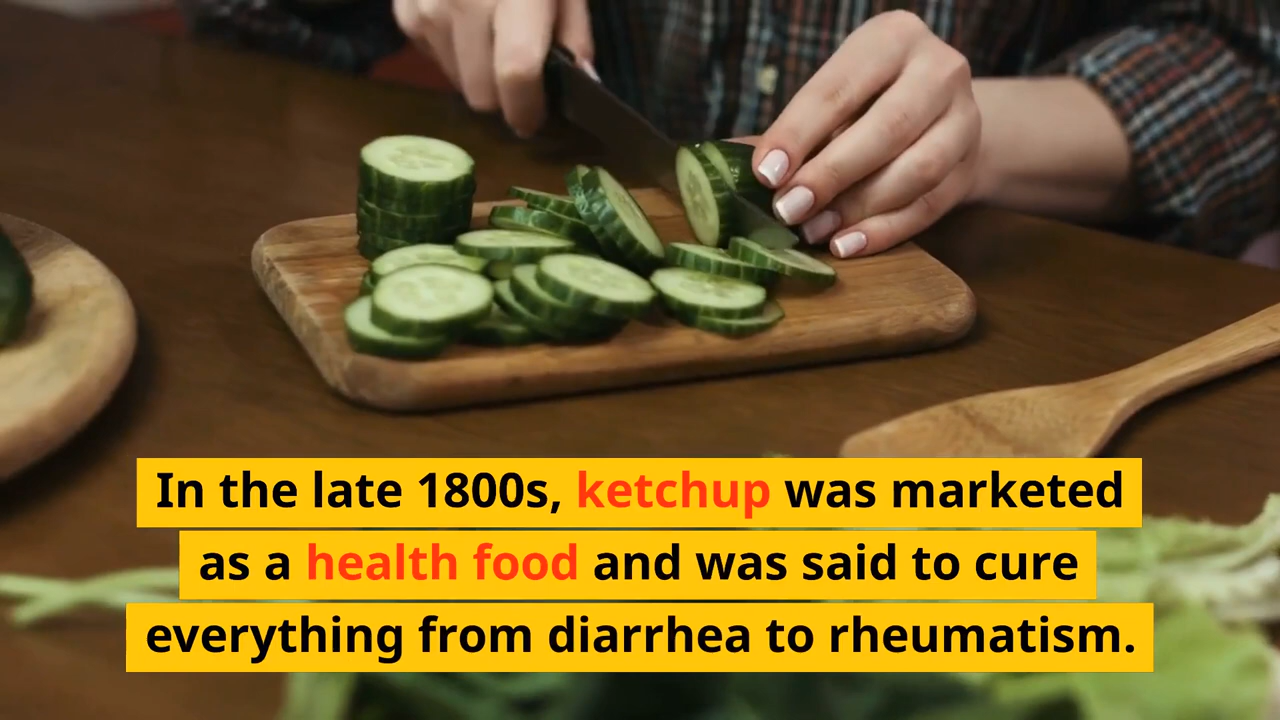 In the late 1800s, ketchup was marketed
as a health food and was said to cure
everything from diarrhea to rheumatism.